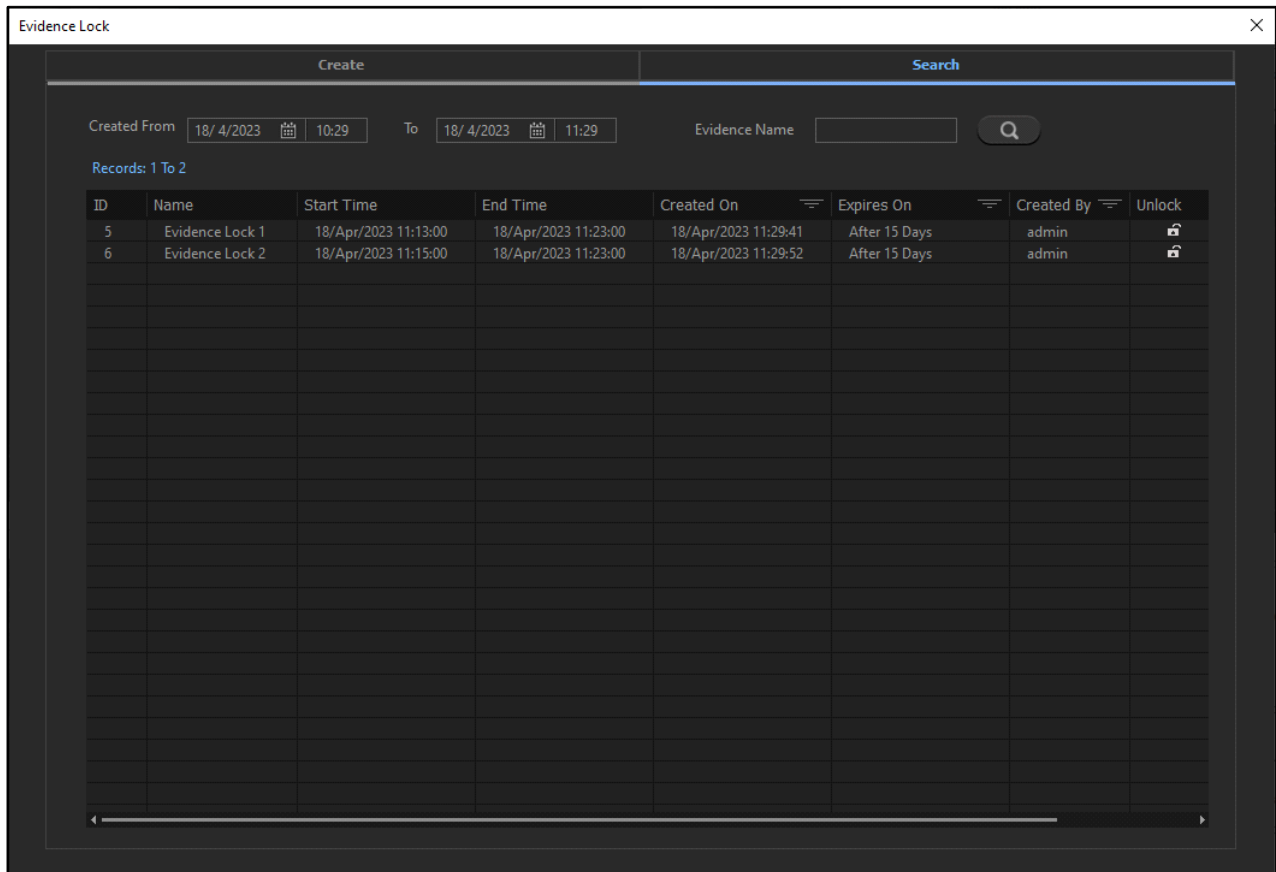 Evidence Lock
Create Search
Created From 18/ 4/2023 10:29 To 18/ 4/2023 11:29 Evidence Name
Records: 1 To 2
ID Name Start Time End Time Created On Expires On Created By Unlock
5 Evidence Lock 1 18/Apr/2023 11:13:00 18/Apr/2023 11:23:00 18/Apr/2023 11:29:41 After 15 Days admin
6 Evidence Lock 2 18/Apr/2023 11:15:00 18/Apr/2023 11:23:00 18/Apr/2023 11:29:52 After 15 Days admin